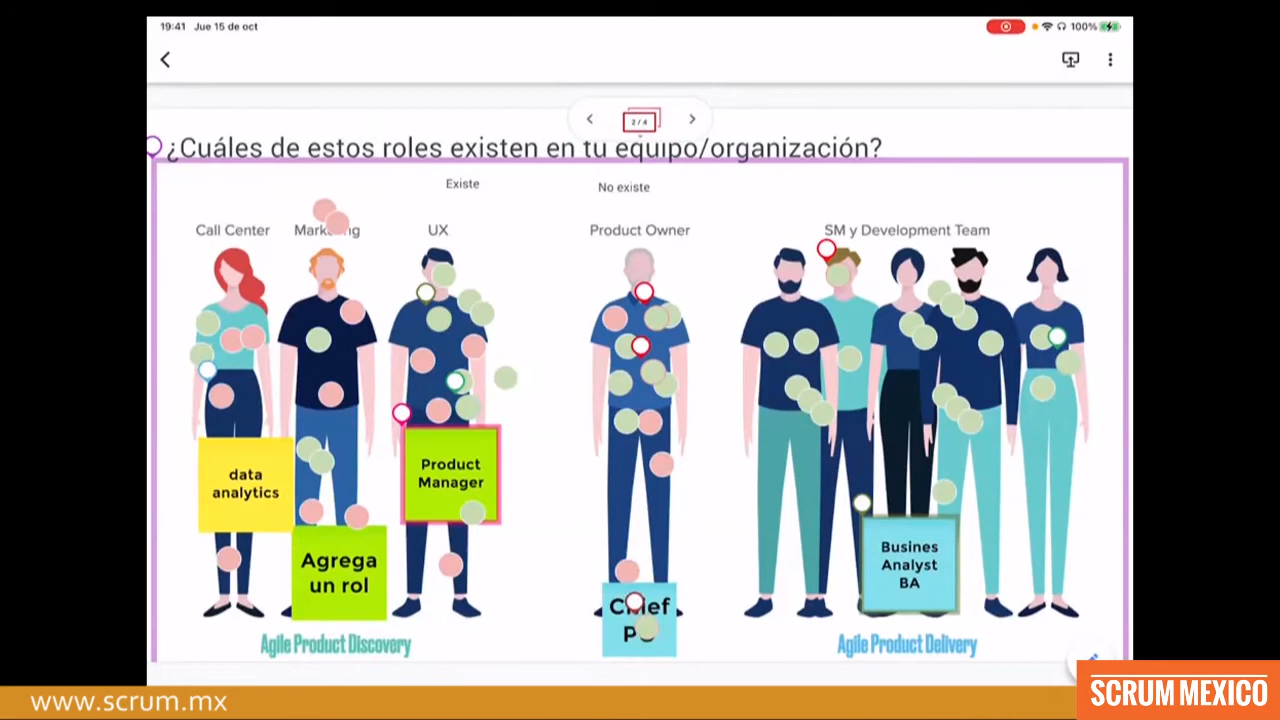 19:41 Jue 15 de oct
100%
2 / 4
¿Cuáles de estos roles existen en tu equipo/organización?
Existe
No existe
Call Center
UX
Product Owner
SM y Development Team
data
analytics
Agrega
un rol
Product
Manager
Busines
Analyst
BA
Agile Product Discovery
Agile Product Delivery
www.scrum.mx
SCRUM MEXICO